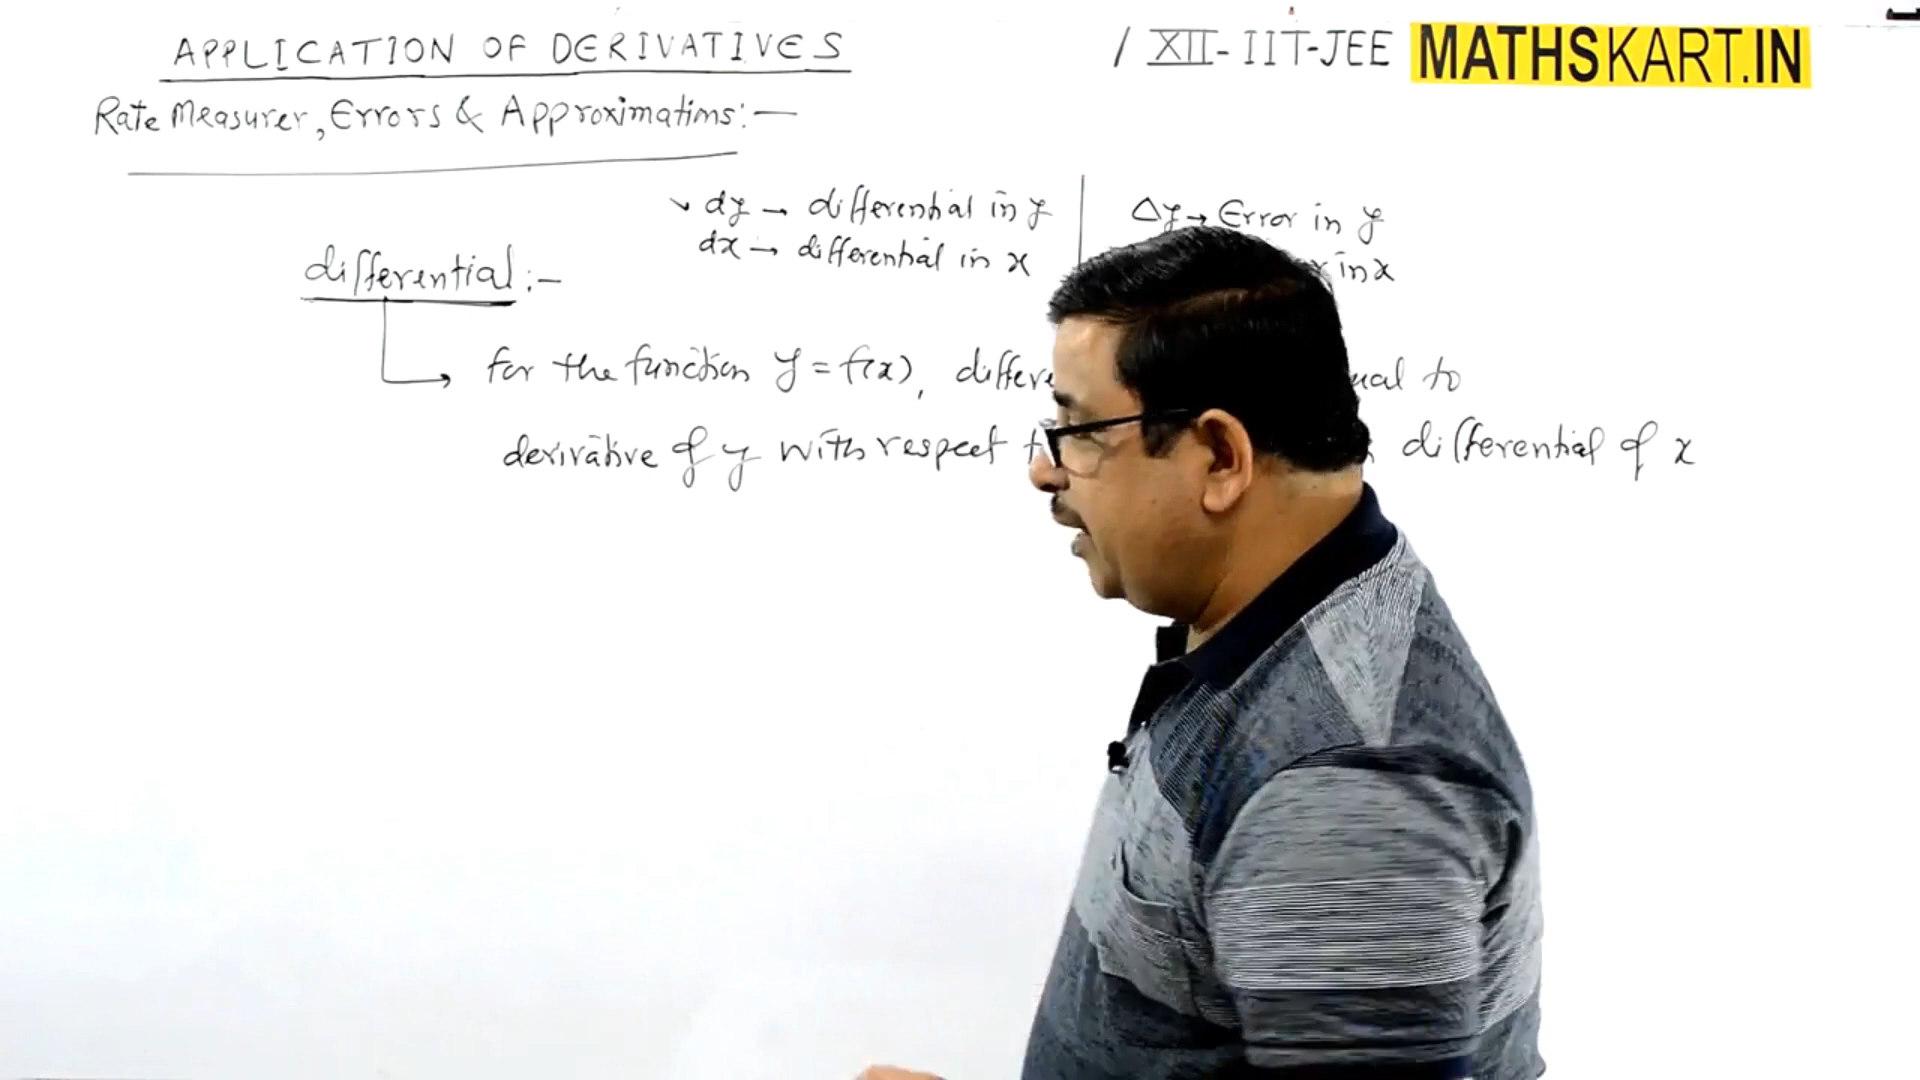 APPLICATION OF DERIVATIVES / XII-IIT-JEE MATHSKART.IN
Rate Measurer, Errors & Approximations:—
dy → differential in y
Δy → Error in y
dx → differential in x
in x
differential:—
for the function y = f(x), ual to
derivative of y with respect differential of x